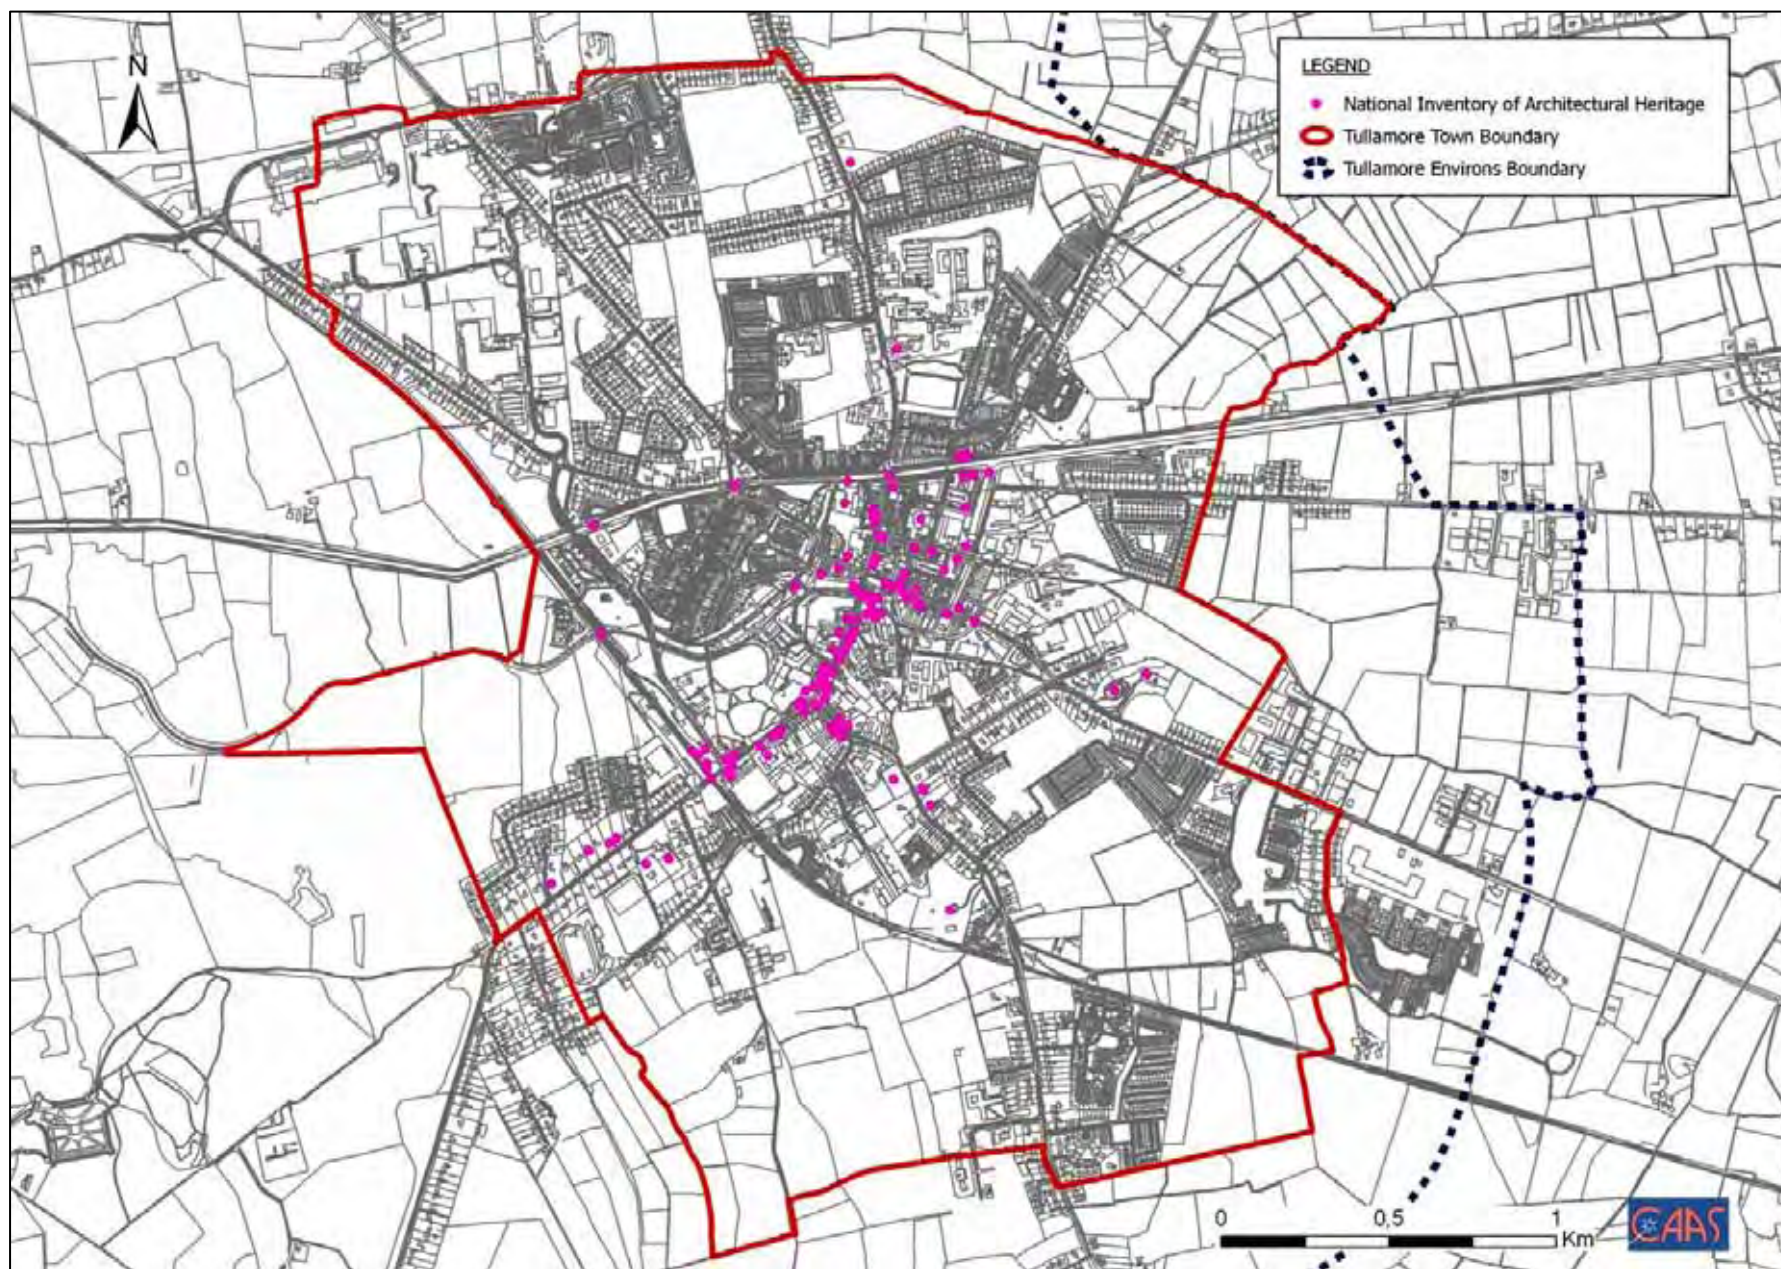 N
LEGEND
National Inventory of Architectural Heritage
Tullamore Town Boundary
Tullamore Environs Boundary
0 0,5 1
Km
CAAS